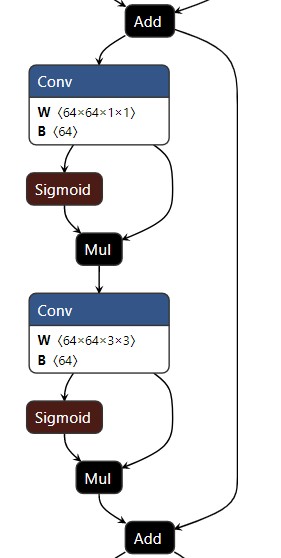 Add
Conv
W ⟨64×64×1×1⟩
B ⟨64⟩
Sigmoid
Mul
Conv
W ⟨64×64×3×3⟩
B ⟨64⟩
Sigmoid
Mul
Add